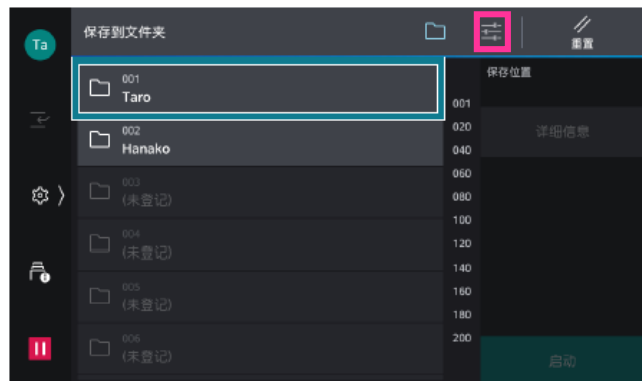 Ta
保存到文件夹
重置
001
Taro
002
Hanako
003
(未登记)
004
(未登记)
005
(未登记)
006
(未登记)
001
020
040
060
080
100
120
140
160
180
200
保存位置
详细信息
启动